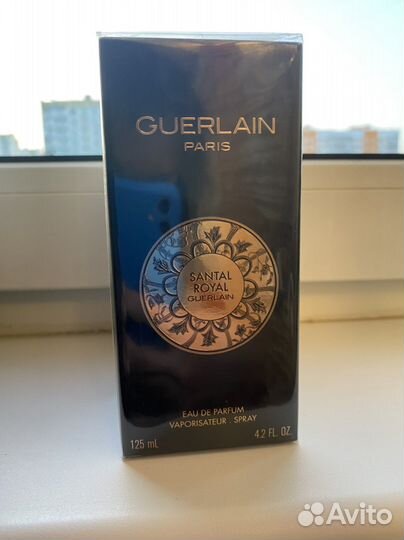 GUERLAIN
PARIS
SANTAL
ROYAL
GUERLAIN
EAU DE PARFUM
VAPORISATEUR . SPRAY
125 mL 4.2 FL. OZ.
Avito